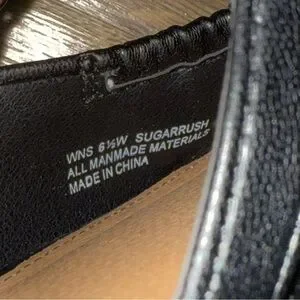 WNS 6½W SUGARRUSH
ALL MANMADE MATERIALS
MADE IN CHINA